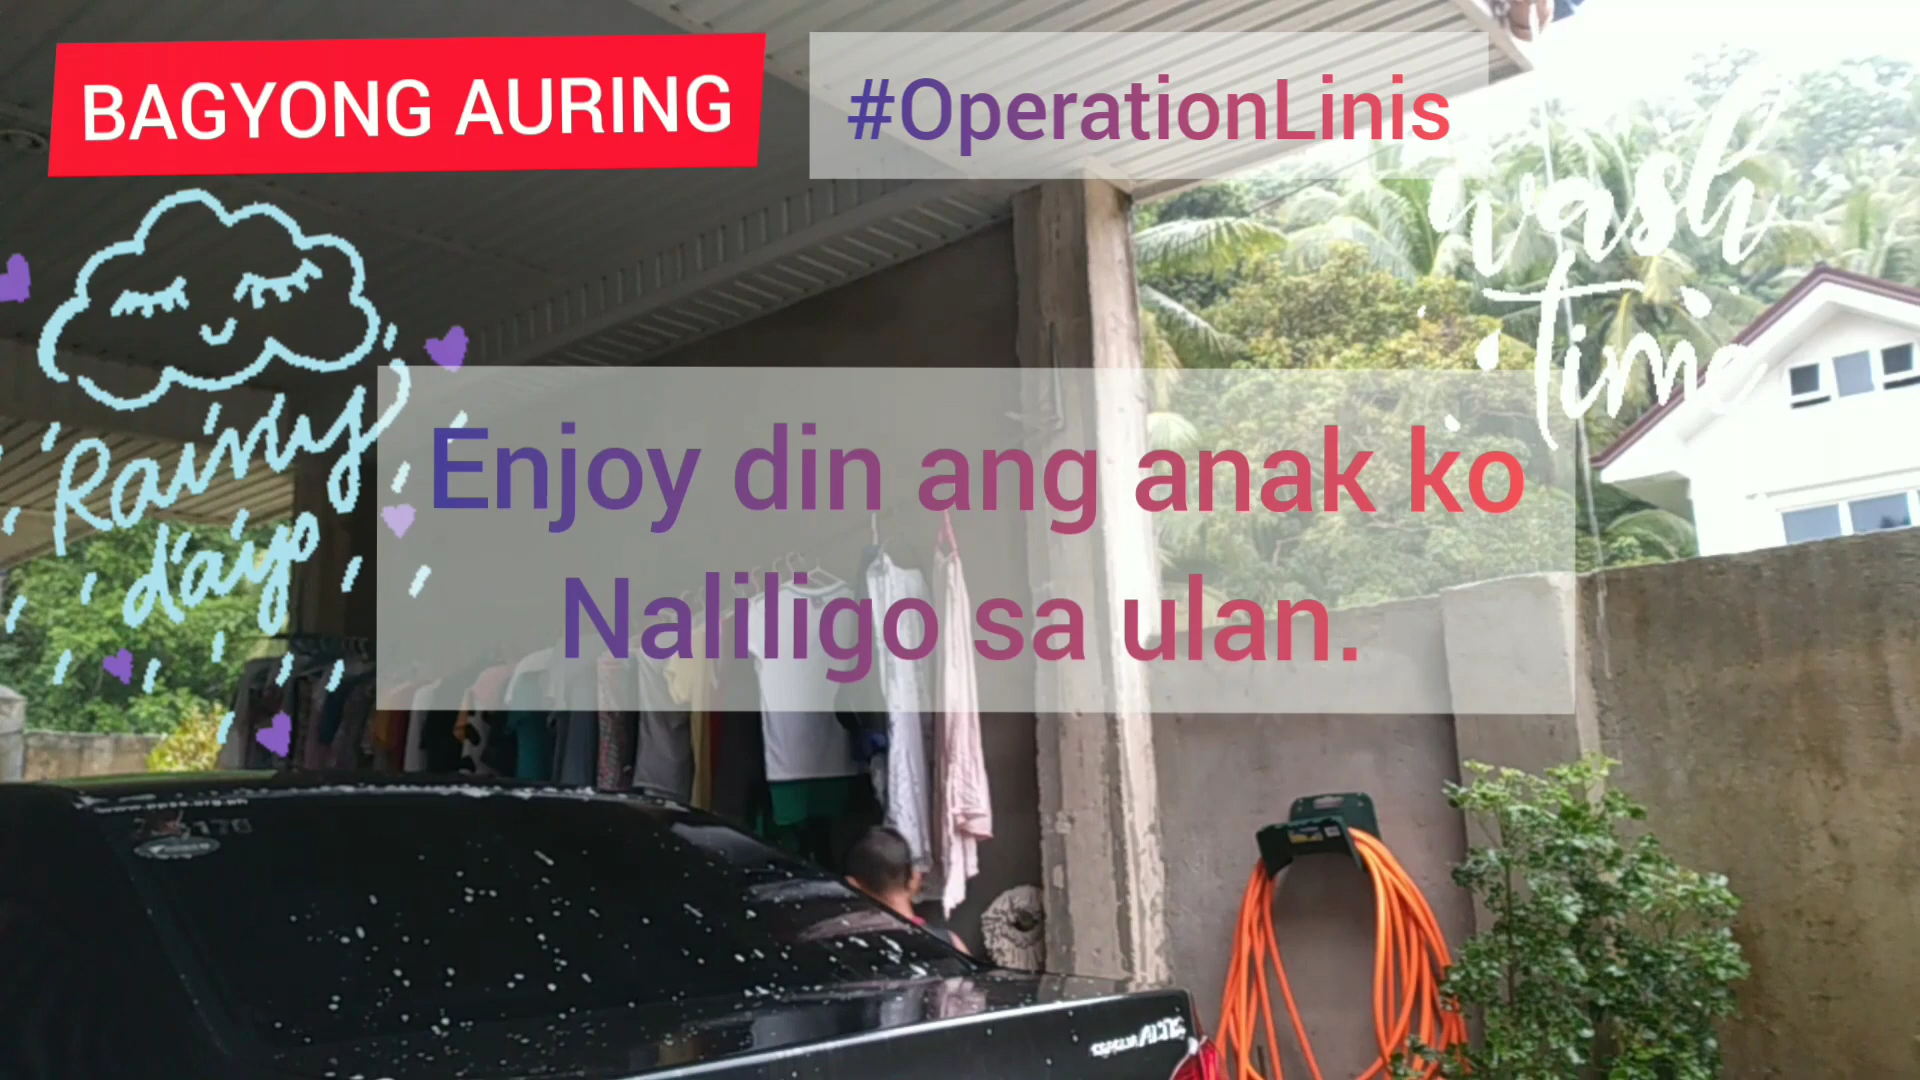 BAGYONG AURING
#OperationLinis
wash
Time
Rainy
days
Enjoy din ang anak ko
Naliligo sa ulan.